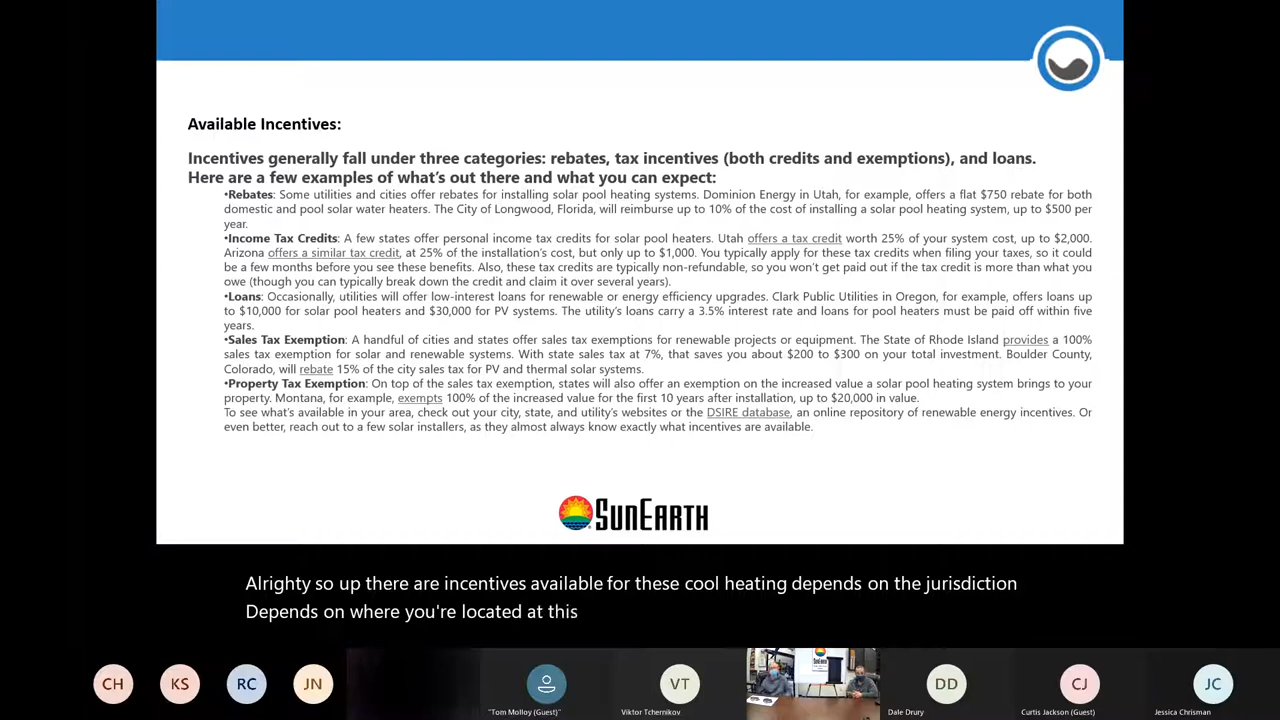 Available Incentives:
Incentives generally fall under three categories: rebates, tax incentives (both credits and exemptions), and loans.
Here are a few examples of what's out there and what you can expect:
•Rebates: Some utilities and cities offer rebates for installing solar pool heating systems. Dominion Energy in Utah, for example, offers a flat $750 rebate for both
domestic and pool solar water heaters. The City of Longwood, Florida, will reimburse up to 10% of the cost of installing a solar pool heating system, up to $500 per
year.
•Income Tax Credits: A few states offer personal income tax credits for solar pool heaters. Utah offers a tax credit worth 25% of your system cost, up to $2,000.
Arizona offers a similar tax credit, at 25% of the installation's cost, but only up to $1,000. You typically apply for these tax credits when filing your taxes, so it could
be a few months before you see these benefits. Also, these tax credits are typically non-refundable, so you won't get paid out if the tax credit is more than what you
owe (though you can typically break down the credit and claim it over several years).
•Loans: Occasionally, utilities will offer low-interest loans for renewable or energy efficiency upgrades. Clark Public Utilities in Oregon, for example, offers loans up
to $10,000 for solar pool heaters and $30,000 for PV systems. The utility's loans carry a 3.5% interest rate and loans for pool heaters must be paid off within five
years.
•Sales Tax Exemption: A handful of cities and states offer sales tax exemptions for renewable projects or equipment. The State of Rhode Island provides a 100%
sales tax exemption for solar and renewable systems. With state sales tax at 7%, that saves you about $200 to $300 on your total investment. Boulder County,
Colorado, will rebate 15% of the city sales tax for PV and thermal solar systems.
•Property Tax Exemption: On top of the sales tax exemption, states will also offer an exemption on the increased value a solar pool heating system brings to your
property. Montana, for example, exempts 100% of the increased value for the first 10 years after installation, up to $20,000 in value.
To see what's available in your area, check out your city, state, and utility's websites or the DSIRE database, an online repository of renewable energy incentives. Or
even better, reach out to a few solar installers, as they almost always know exactly what incentives are available.
SunEarth
Alrighty so up there are incentives available for these cool heating depends on the jurisdiction
Depends on where you're located at this
CH KS RC JN VT DD CJ JC
"Tom Molloy (Guest)" Viktor Tchernikov Dale Drury Curtis Jackson (Guest) Jessica Chrisman